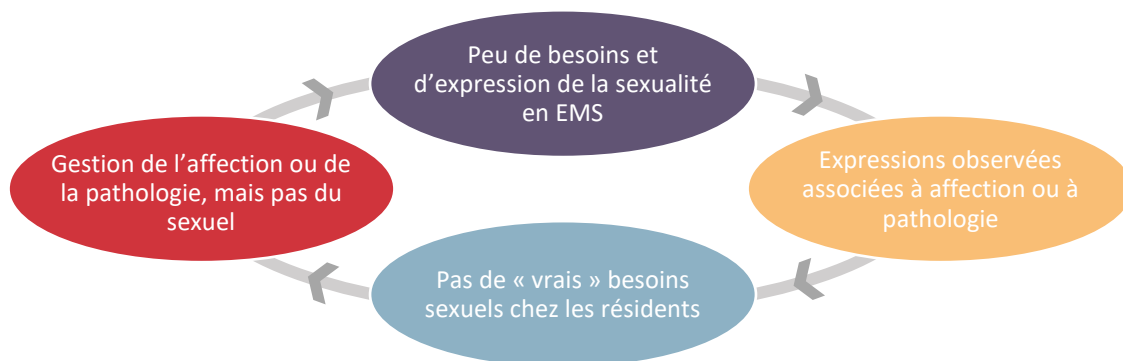 Peu de besoins et
d'expression de la sexualité
en EMS
Expressions observées
associées à affection ou à
pathologie
Pas de « vrais » besoins
sexuels chez les résidents
Gestion de l'affection ou de
la pathologie, mais pas du
sexuel